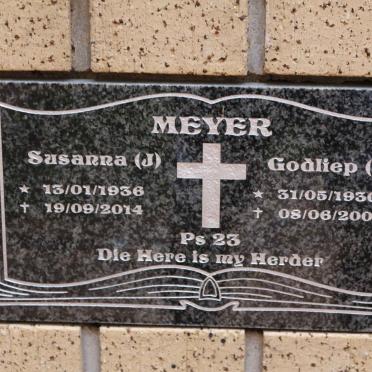 MEYER
Susanna (J) Godliep (
★ 13/01/1936 ★ 31/05/193
✝ 19/09/2014 ✝ 08/06/200
Ps 23
Die Here is my Herder